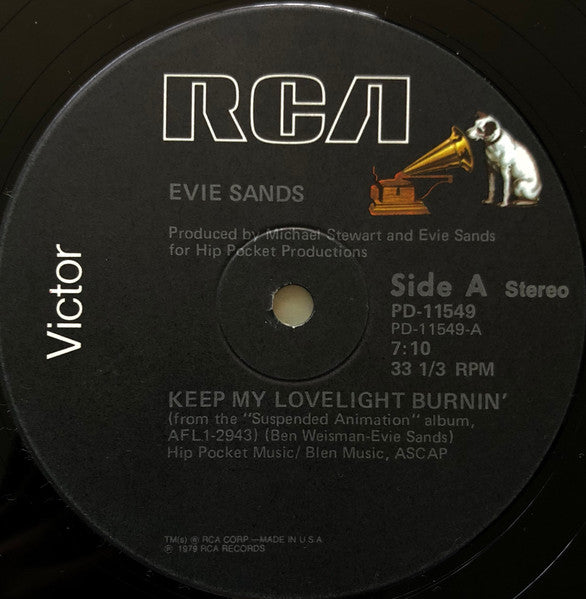 RCA
Victor
EVIE SANDS
Produced by Michael Stewart and Evie Sands
for Hip Pocket Productions
Side A Stereo
PD-11549
PD-11549-A
7:10
33 1/3 RPM
KEEP MY LOVELIGHT BURNIN'
(from the "Suspended Animation" album,
AFL1-2943) (Ben Weisman-Evie Sands)
Hip Pocket Music/ Blen Music, ASCAP
TM(s) ® RCA CORP.—MADE IN U.S.A
℗ 1979 RCA RECORDS